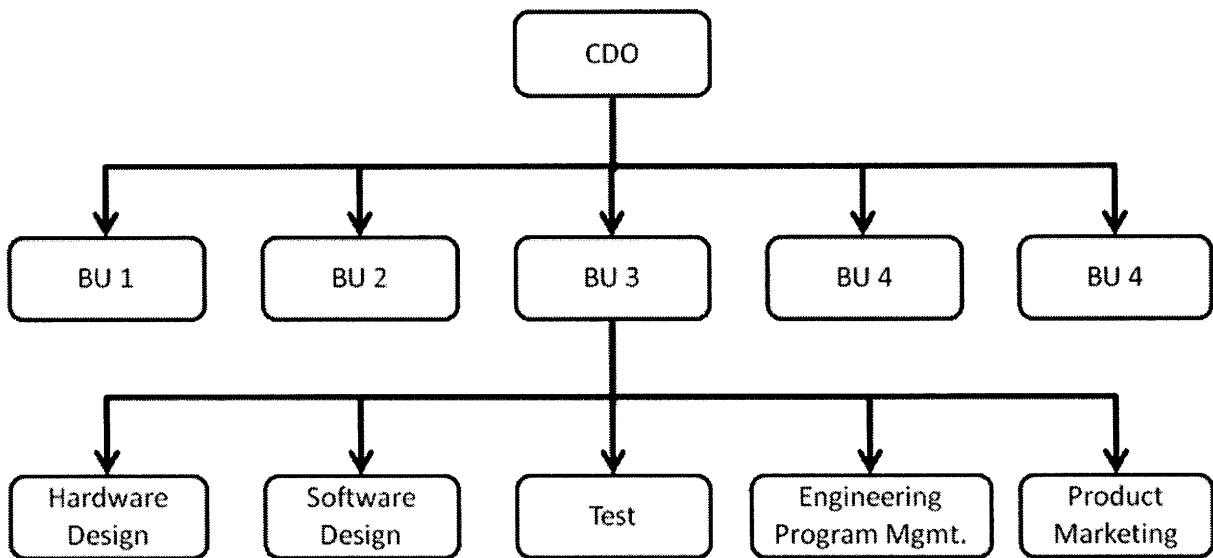 CDO
BU 1
BU 2
BU 3
BU 4
BU 4
Hardware
Design
Software
Design
Test
Engineering
Program Mgmt.
Product
Marketing